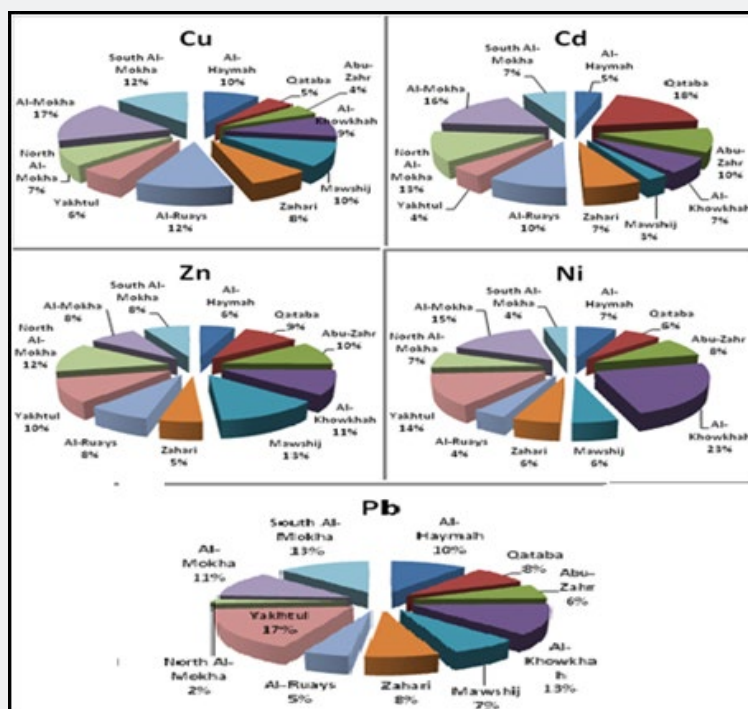 Cu
South Al-
Mokha
12%
Al-
Haymah
10%
Qataba
5%
Abu-
Zahr
4%
Al-
Khowkhah
9%
Mawshij
10%
Zahari
8%
Al-Ruays
12%
Yakhtul
6%
North
Al-
Mokha
7%
Al-Mokha
17%
Cd
South Al-
Mokha
7%
Al-
Haymah
5%
Qataba
18%
Abu-
Zahr
10%
Al-
Khowkhah
7%
Mawshij
3%
Zahari
7%
Al-Ruays
10%
Yakhtul
4%
North
Al-
Mokha
13%
Al-Mokha
16%
Zn
South Al-
Mokha
8%
Al-
Haymah
6%
Qataba
9%
Abu-Zahr
10%
Al-
Khowkhah
11%
Mawshij
13%
Zahari
5%
Al-Ruays
8%
Yakhtul
10%
North
Al-
Mokha
12%
Al-Mokha
8%
Ni
South Al-
Mokha
4%
Al-
Haymah
7%
Qataba
6%
Abu-Zahr
8%
Al-
Khowkhah
23%
Mawshij
6%
Zahari
6%
Al-Ruays
4%
Yakhtul
14%
North Al-
Mokha
7%
Al-Mokha
15%
Pb
South Al-
Mokha
13%
Al-
Haymah
10%
Qataba
8%
Abu-
Zahr
6%
Al-
Khowkha
h
13%
Mawshij
7%
Zahari
8%
Al-Ruays
5%
Yakhtul
17%
North Al-
Mokha
2%
Al-
Mokha
11%